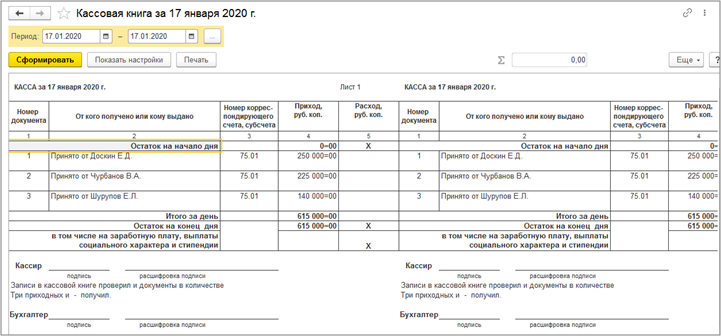 Кассовая книга за 17 января 2020 г.
Период: 17.01.2020 – 17.01.2020 ...
Сформировать Показать настройки Печать Σ 0,00 Еще ?
КАССА за 17 января 2020 г. Лист 1 КАССА за 17 января 2020 г.
Номер документа От кого получено или кому выдано Номер коррес-пондирующего счета, субсчета Приход, руб. коп. Расход, руб. коп. Номер документа От кого получено или кому выдано Номер коррес-пондирующего счета, субсчета Приход, руб. коп.
1 2 3 4 5 1 2 3 4
Остаток на начало дня 0=00 X Остаток на начало дня 0=
1 Принято от Доскин Е.Д. 75.01 250 000=00 1 Принято от Доскин Е.Д. 75.01 250 000=
2 Принято от Чурбанов В.А. 75.01 225 000=00 2 Принято от Чурбанов В.А. 75.01 225 000=
3 Принято от Шурупов Е.Л. 75.01 140 000=00 3 Принято от Шурупов Е.Л. 75.01 140 000=
Итого за день 615 000=00 Итого за день 615 000=
Остаток на конец дня 615 000=00 X Остаток на конец дня 615 000=
в том числе на заработную плату, выплаты в том числе на заработную плату, выплаты
социального характера и стипендии X социального характера и стипендии
Кассир Кассир
подпись расшифровка подписи подпись расшифровка подписи
Записи в кассовой книге проверил и документы в количестве Записи в кассовой книге проверил и документы в количестве
Три приходных и - получил. Три приходных и - получил.
Бухгалтер Бухгалтер
подпись расшифровка подписи подпись расшифровка подписи